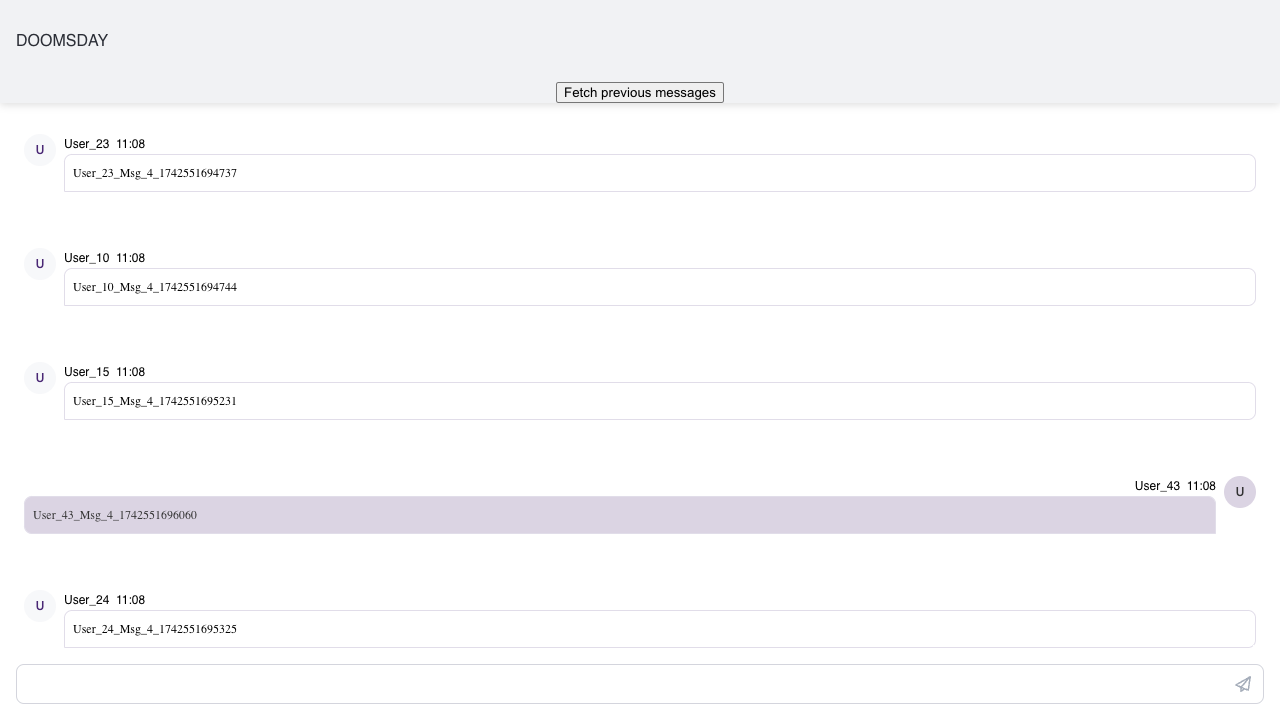 DOOMSDAY
Fetch previous messages
U
User_23 11:08
User_23_Msg_4_1742551694737
U
User_10 11:08
User_10_Msg_4_1742551694744
U
User_15 11:08
User_15_Msg_4_1742551695231
User_43 11:08
U
User_43_Msg_4_1742551696060
U
User_24 11:08
User_24_Msg_4_1742551695325